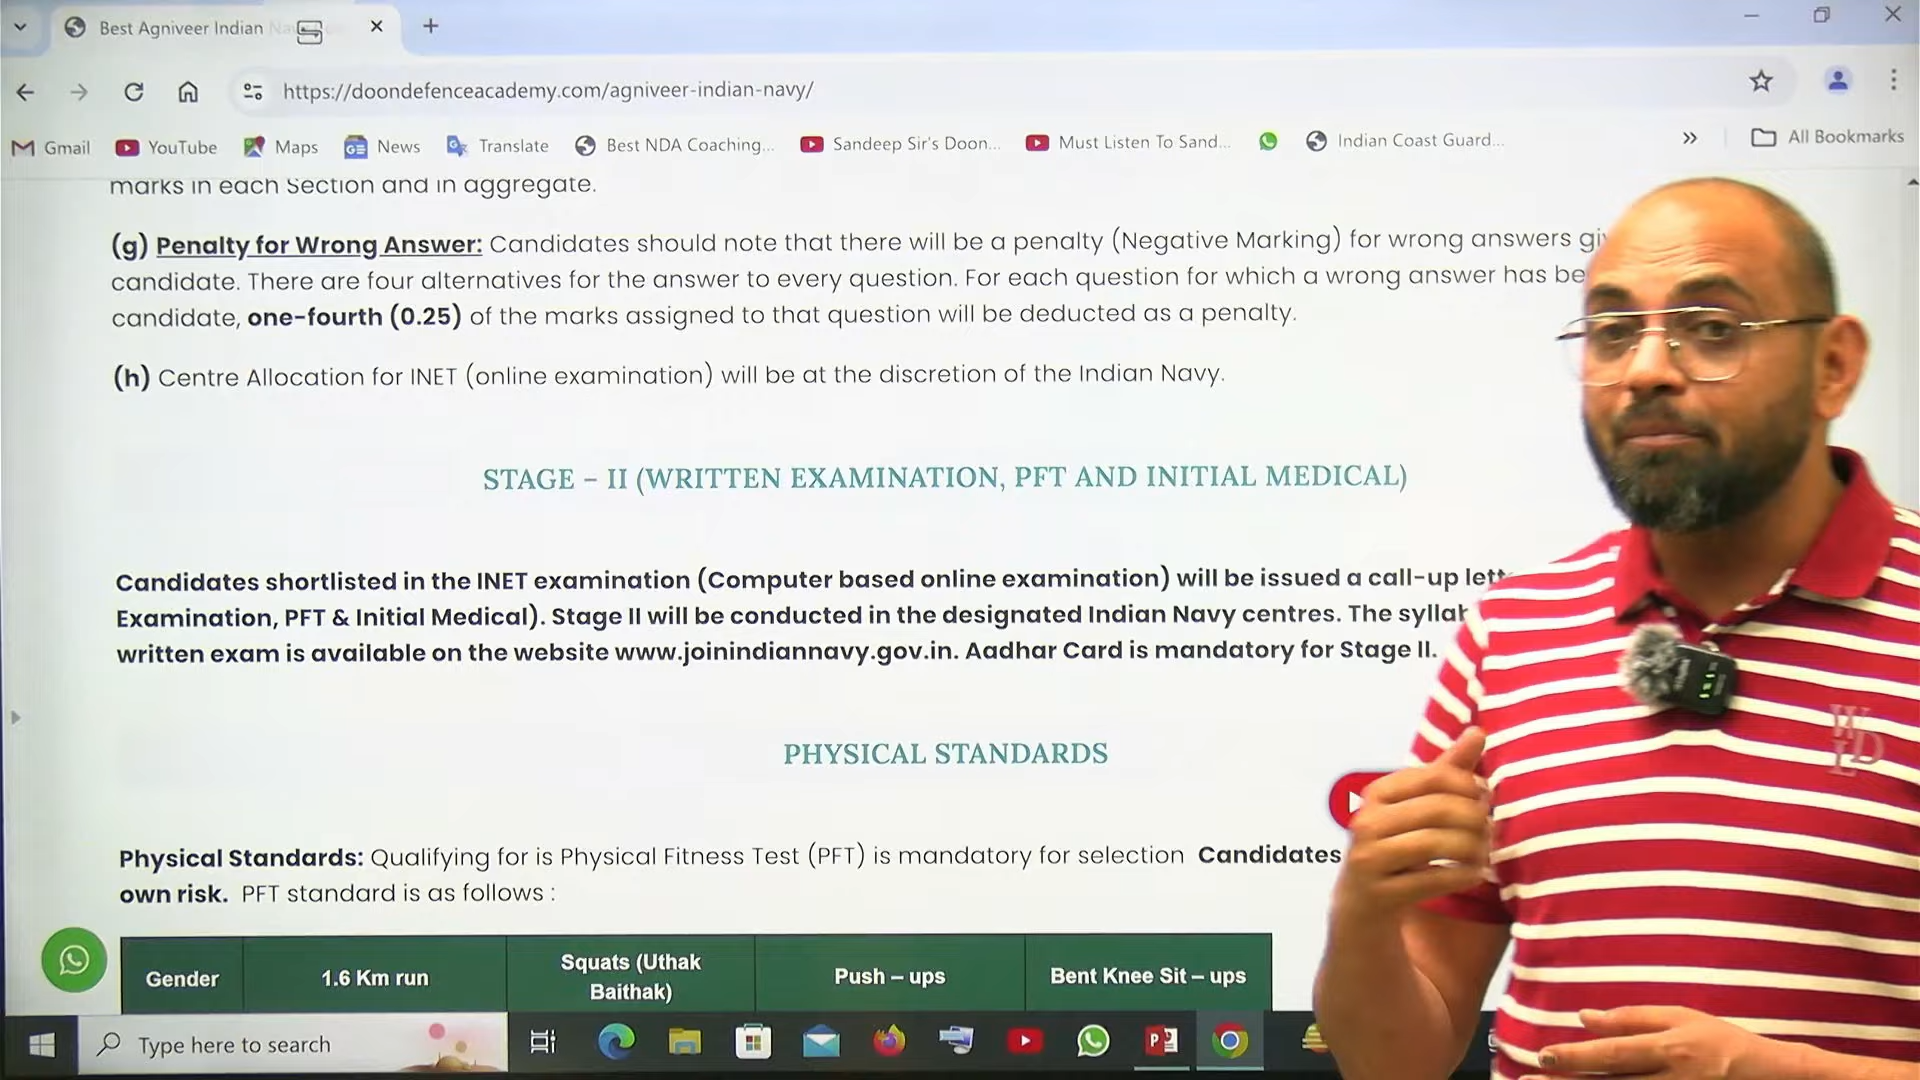 Best Agniveer Indian
https://doondefenceacademy.com/agniveer-indian-navy/
Gmail
YouTube
Maps
News
Translate
Best NDA Coaching...
Sandeep Sir's Doon...
Must Listen To Sand...
Indian Coast Guard...
All Bookmarks
marks in each Section and in aggregate.
(g) Penalty for Wrong Answer: Candidates should note that there will be a penalty (Negative Marking) for wrong answers
candidate. There are four alternatives for the answer to every question. For each question for which a wrong answer has
candidate, one-fourth (0.25) of the marks assigned to that question will be deducted as a penalty.
(h) Centre Allocation for INET (online examination) will be at the discretion of the Indian Navy.
STAGE – II (WRITTEN EXAMINATION, PFT AND INITIAL MEDICAL)
Candidates shortlisted in the INET examination (Computer based online examination) will be issued a call-up
Examination, PFT & Initial Medical). Stage II will be conducted in the designated Indian Navy centres. The
written exam is available on the website www.joinindiannavy.gov.in. Aadhar Card is mandatory for Stage II.
PHYSICAL STANDARDS
Physical Standards: Qualifying for is Physical Fitness Test (PFT) is mandatory for selection Candidates
own risk. PFT standard is as follows :
Gender
1.6 Km run
Squats (Uthak
Baithak)
Push – ups
Bent Knee Sit – ups
Type here to search